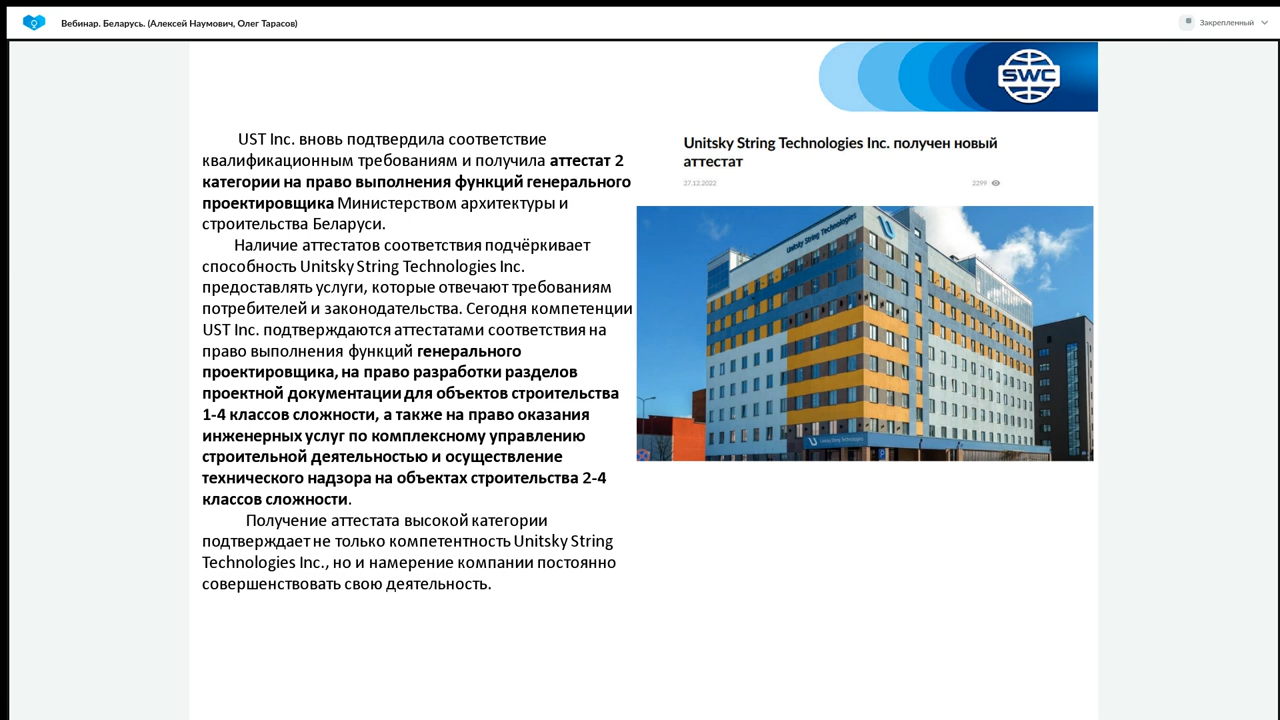 Вебинар. Беларусь. (Алексей Наумович, Олег Тарасов)
Закрепленный
SWC
UST Inc. вновь подтвердила соответствие
квалификационным требованиям и получила аттестат 2
категории на право выполнения функций генерального
проектировщика Министерством архитектуры и
строительства Беларуси.
Наличие аттестатов соответствия подчёркивает
способность Unitsky String Technologies Inc.
предоставлять услуги, которые отвечают требованиям
потребителей и законодательства. Сегодня компетенции
UST Inc. подтверждаются аттестатами соответствия на
право выполнения функций генерального
проектировщика, на право разработки разделов
проектной документации для объектов строительства
1-4 классов сложности, а также на право оказания
инженерных услуг по комплексному управлению
строительной деятельностью и осуществление
технического надзора на объектах строительства 2-4
классов сложности.
Получение аттестата высокой категории
подтверждает не только компетентность Unitsky String
Technologies Inc., но и намерение компании постоянно
совершенствовать свою деятельность.
Unitsky String Technologies Inc. получен новый
аттестат
27.12.2022
2299
Unitsky String Technologies
Unitsky String Technologies